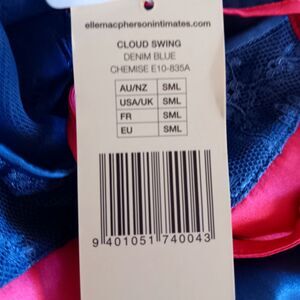 ellemacphersonintimates.com
CLOUD SWING
DENIM BLUE
CHEMISE E10-835A
AU/NZ SML
USA/UK SML
FR SML
EU SML
9 401051 740043